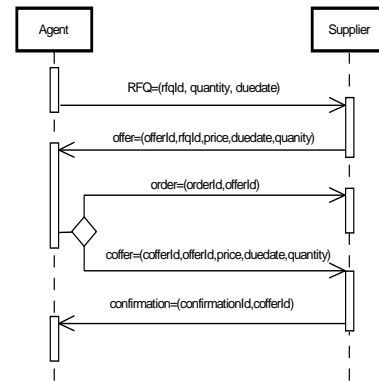 Agent
Supplier
RFQ=(rfqId, quantity, duedate)
offer=(offerId,rfqId,price,duedate,quanity)
order=(orderId,offerId)
coffer=(cofferId,offerId,price,duedate,quantity)
confirmation=(confirmationId,cofferId)